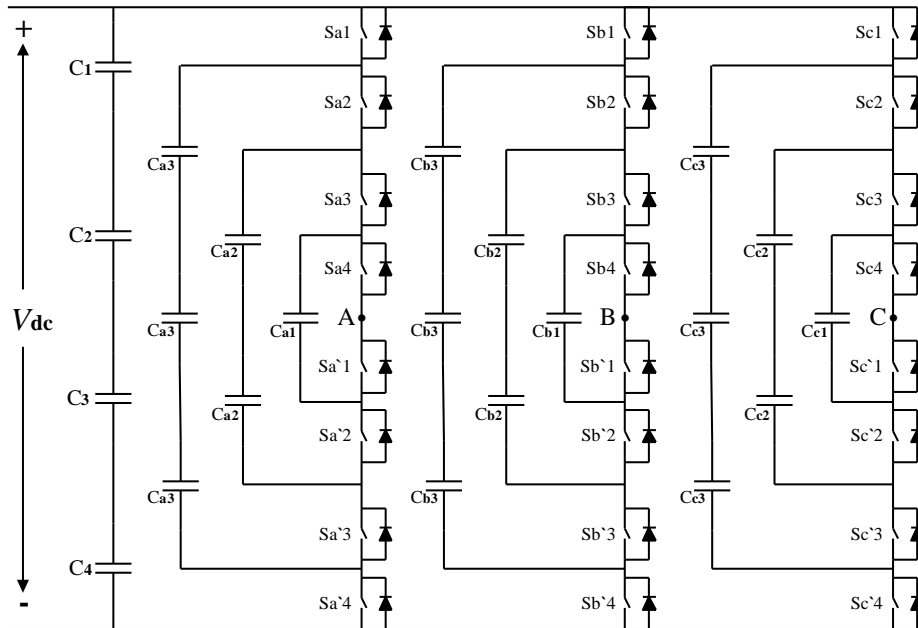 +
Sa1
Sb1
Sc1
C1
Sa2
Sb2
Sc2
Ca3
Cb3
Cc3
Sa3
Sb3
Sc3
C2
Ca2
Cb2
Cc2
Sa4
Sb4
Sc4
Vdc
Ca3
Ca1
A
Cb3
Cb1
B
Cc3
Cc1
C
Sa`1
Sb`1
Sc`1
C3
Ca2
Cb2
Cc2
Sa`2
Sb`2
Sc`2
Ca3
Cb3
Cc3
Sa`3
Sb`3
Sc`3
C4
-
Sa`4
Sb`4
Sc`4